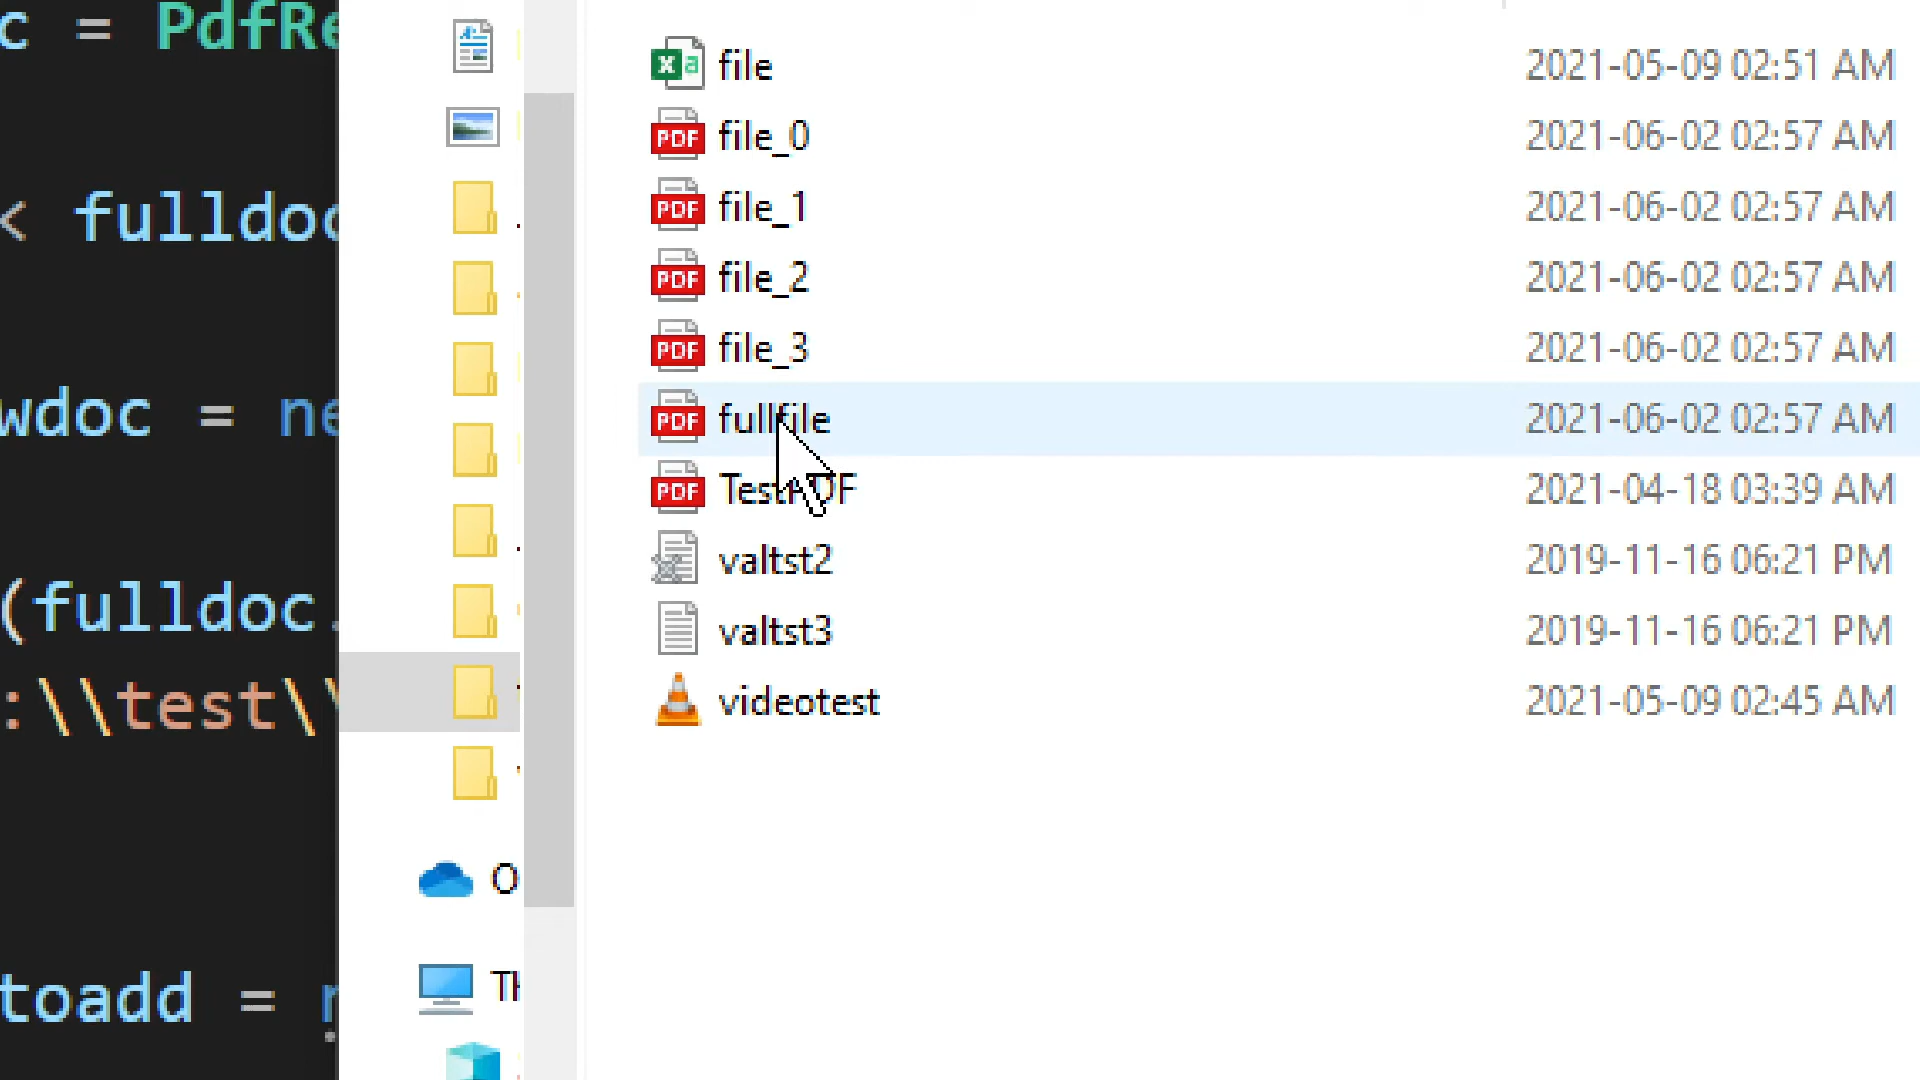 c = PdfRe
< fulldoc
wdoc = ne
(fulldoc.
:\\test\\
toadd = n
O
Th
file 2021-05-09 02:51 AM
file_0 2021-06-02 02:57 AM
file_1 2021-06-02 02:57 AM
file_2 2021-06-02 02:57 AM
file_3 2021-06-02 02:57 AM
fullfile 2021-06-02 02:57 AM
TestPDF 2021-04-18 03:39 AM
valtst2 2019-11-16 06:21 PM
valtst3 2019-11-16 06:21 PM
videotest 2021-05-09 02:45 AM